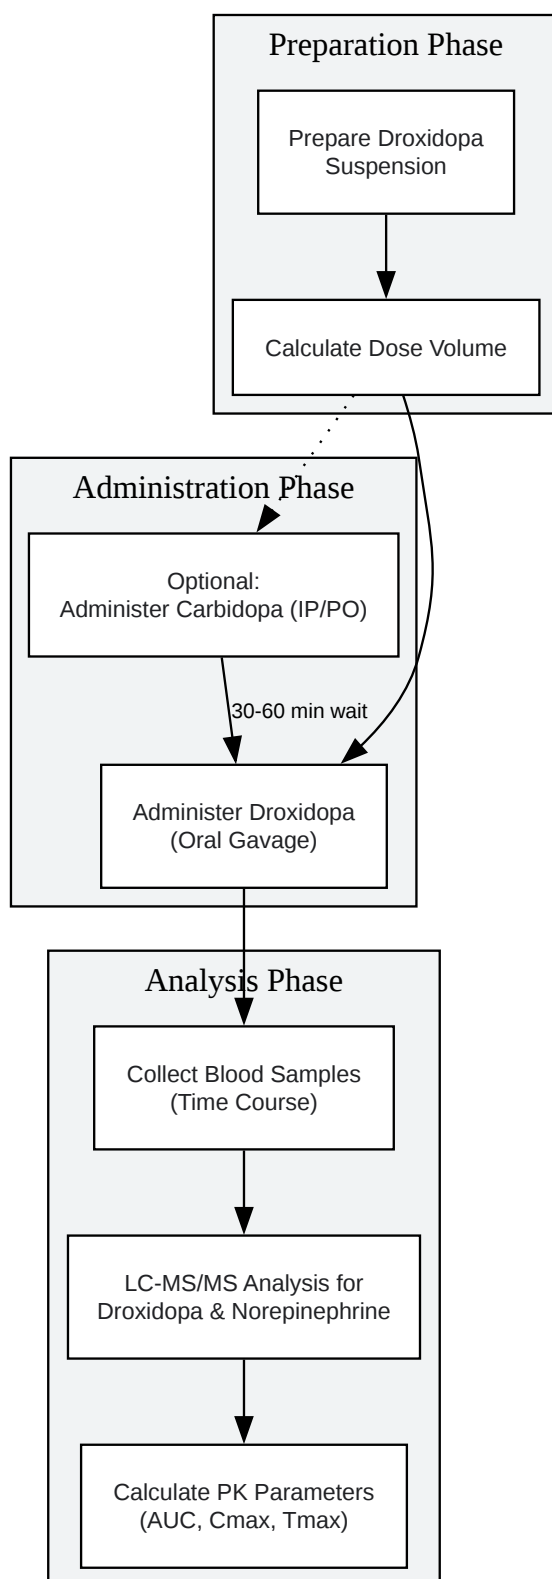 Preparation Phase
Prepare Droxidopa
Suspension
Calculate Dose Volume
Administration Phase
Optional:
Administer Carbidopa (IP/PO)
30-60 min wait
Administer Droxidopa
(Oral Gavage)
Analysis Phase
Collect Blood Samples
(Time Course)
LC-MS/MS Analysis for
Droxidopa & Norepinephrine
Calculate PK Parameters
(AUC, Cmax, Tmax)